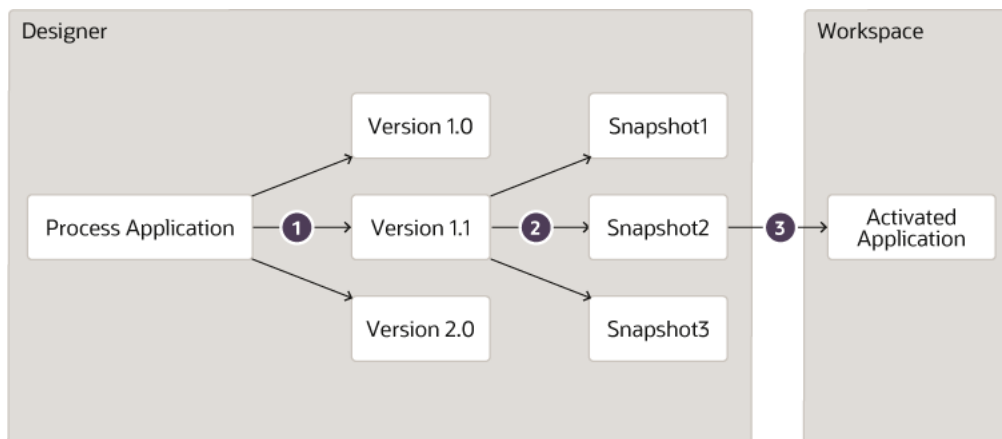 Designer
Workspace
Version 1.0
Snapshot1
Process Application
1
Version 1.1
2
Snapshot2
3
Activated
Application
Version 2.0
Snapshot3